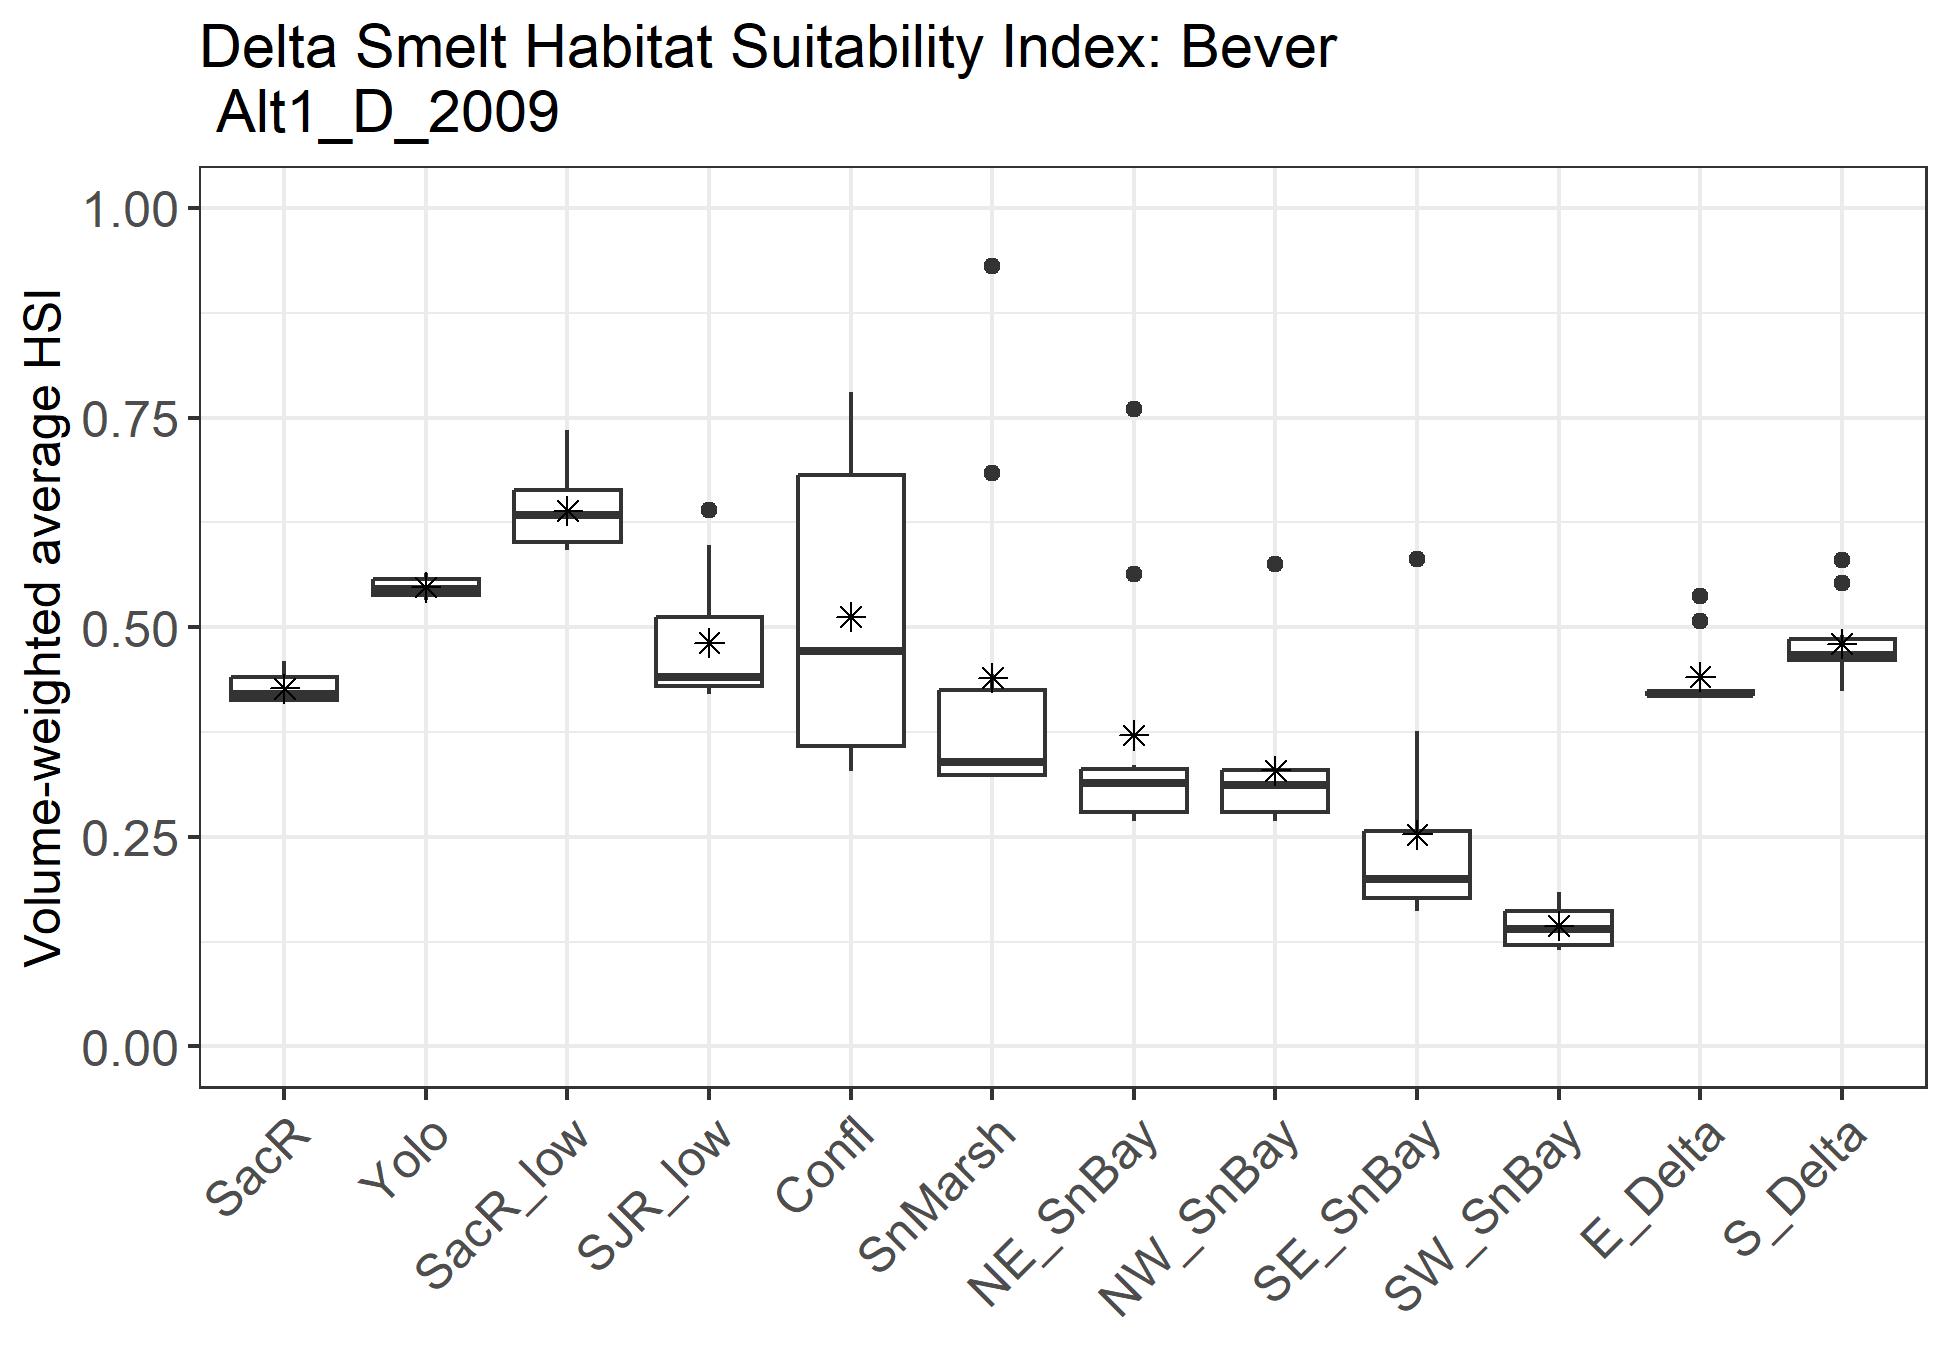 Delta Smelt Habitat Suitability Index: Bever
Alt1_D_2009
Volume-weighted average HSI
1.00
0.75
0.50
0.25
0.00
SacR
Yolo
SacR_low
SJR_low
Confl
SnMarsh
NE_SnBay
NW_SnBay
SE_SnBay
SW_SnBay
E_Delta
S_Delta